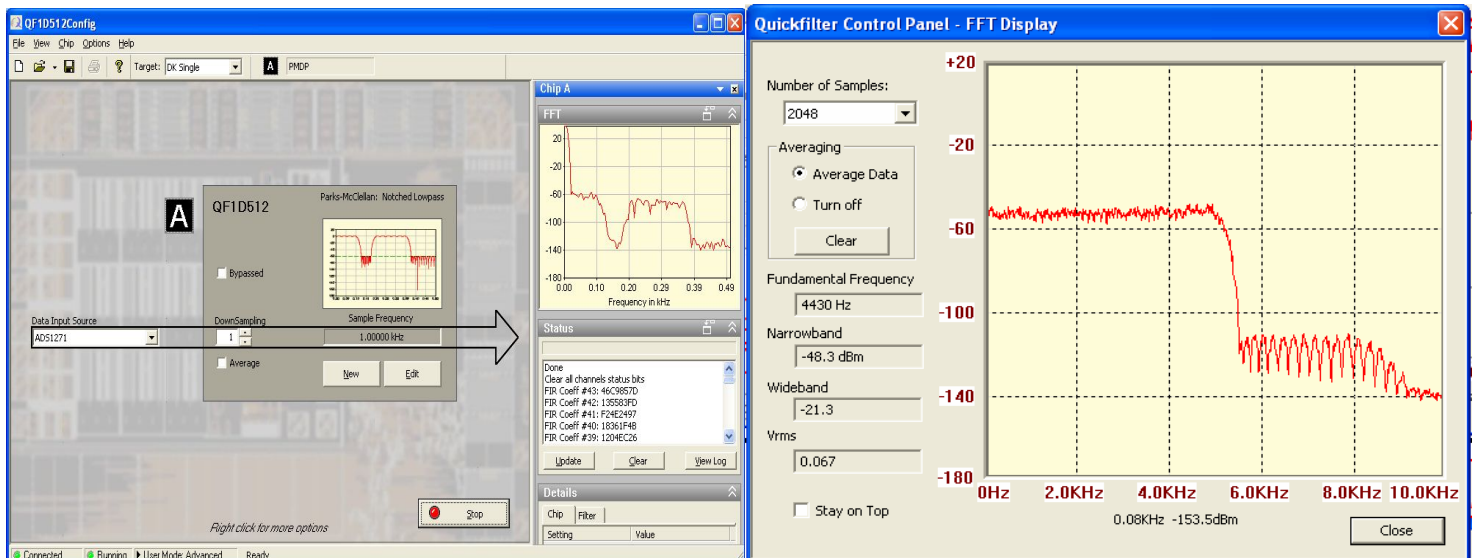 QF1D512Config
File View Chip Options Help
Target: DK Single A PMDP
A
QF1D512
Parks-McClellan: Notched Lowpass
Bypassed
Data Input Source
ADS1271
DownSampling
1
Sample Frequency
1.00000 kHz
Average
New Edit
Stop
Right click for more options
Connected Running User Mode: Advanced Ready
Chip A
FFT
20
-20
-60
-100
-140
-180
0.00 0.10 0.20 0.29 0.39 0.49
Frequency in kHz
Status
Done
Clear all channels status bits
FIR Coeff #43: 46C9857D
FIR Coeff #42: 135583FD
FIR Coeff #41: F24E2497
FIR Coeff #40: 18361F4B
FIR Coeff #39: 1204EC26
Update Clear View Log
Details
Chip Filter
Setting Value
Quickfilter Control Panel - FFT Display
Number of Samples:
2048
Averaging
Average Data
Turn off
Clear
Fundamental Frequency
4430 Hz
Narrowband
-48.3 dBm
Wideband
-21.3
Vrms
0.067
Stay on Top
+20
-20
-60
-100
-140
-180
0Hz 2.0KHz 4.0KHz 6.0KHz 8.0KHz 10.0KHz
0.08KHz -153.5dBm
Close